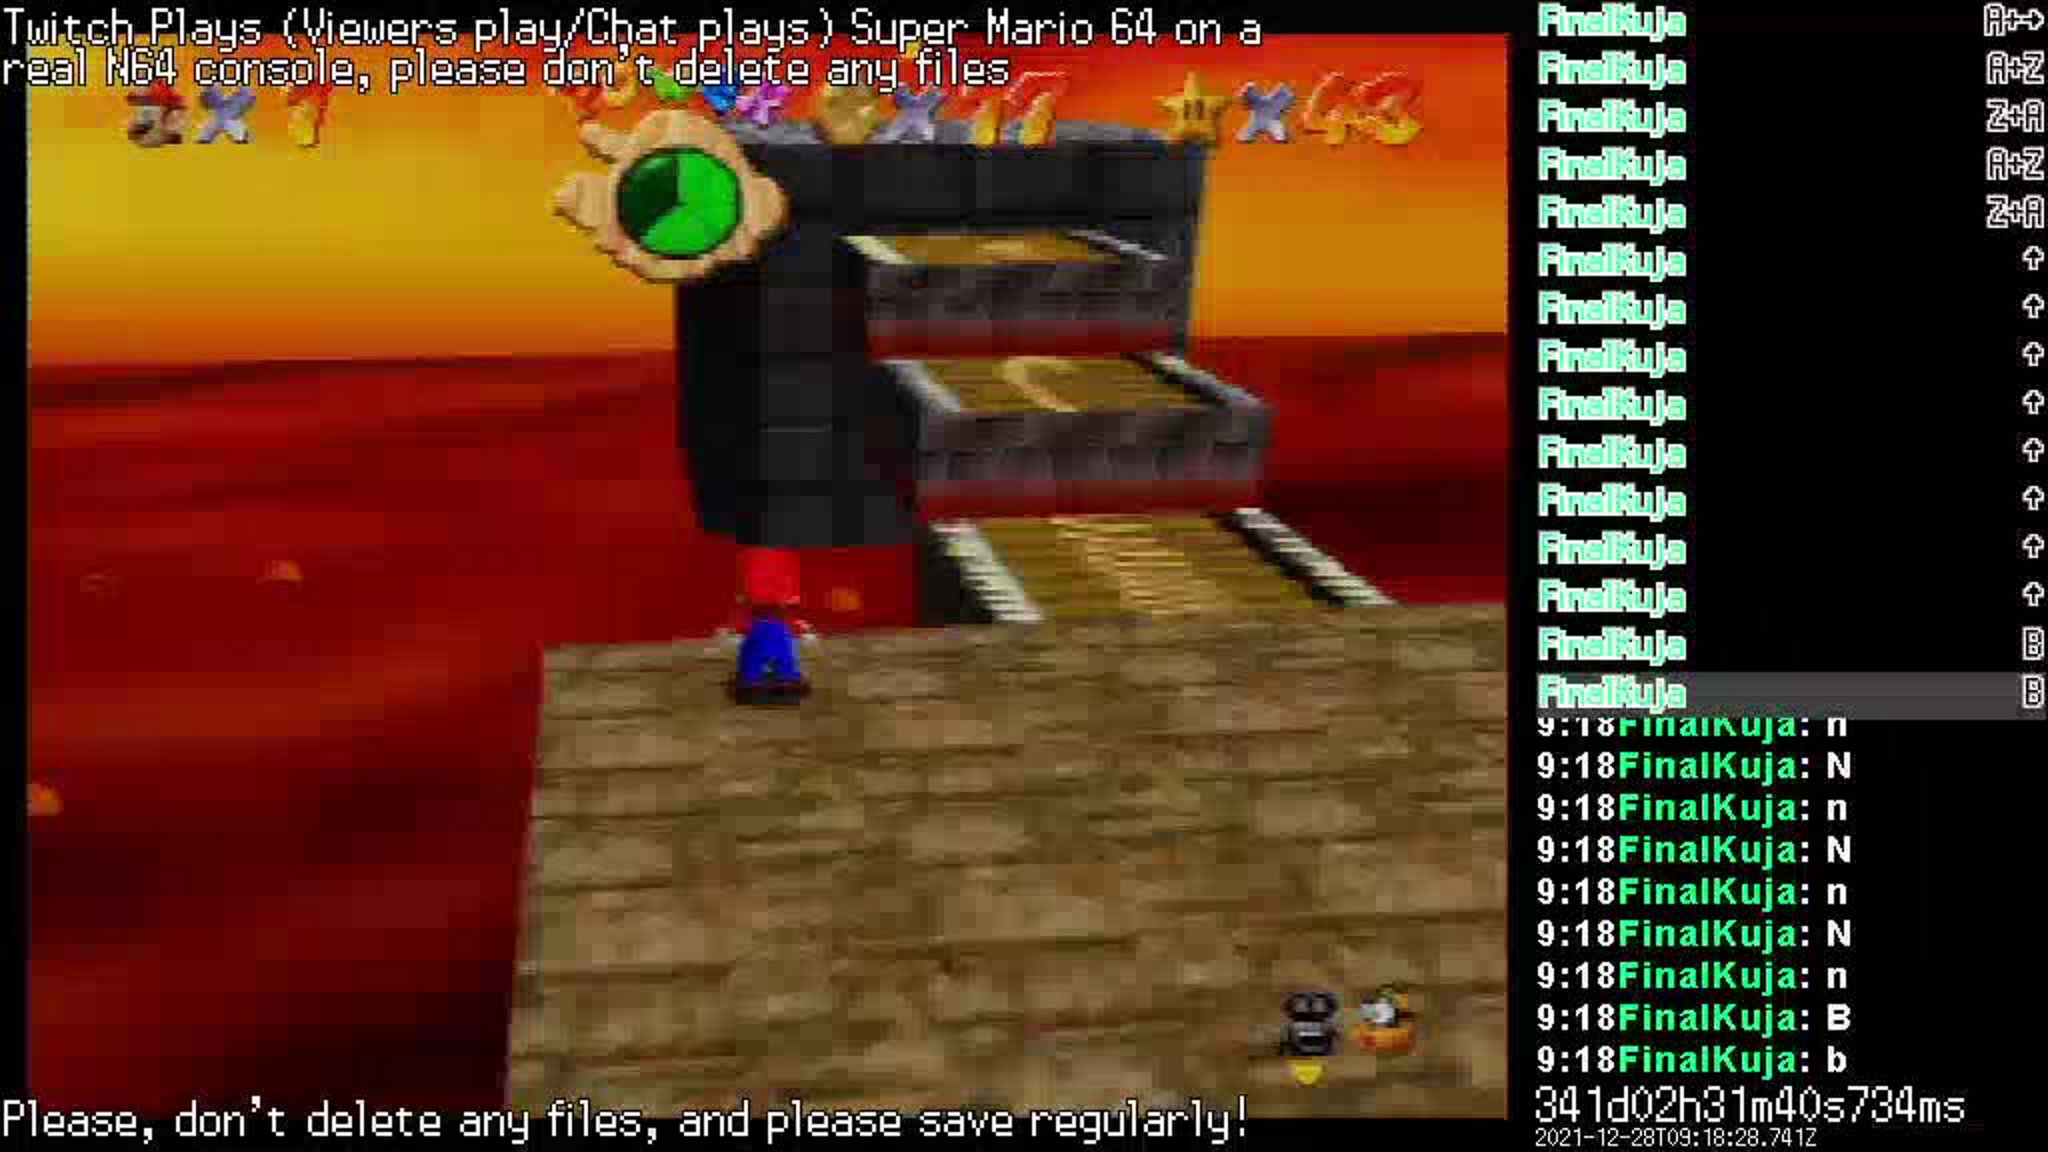 Twitch Plays (Viewers play/Chat plays) Super Mario 64 on a
real N64 console, please don't delete any files
FinalKuja A+→
FinalKuja A+Z
FinalKuja Z+A
FinalKuja A+Z
FinalKuja Z+A
FinalKuja ↑
FinalKuja ↑
FinalKuja ↑
FinalKuja ↑
FinalKuja ↑
FinalKuja ↑
FinalKuja ↑
FinalKuja ↑
FinalKuja B
FinalKuja B
9:18FinalKuja: n
9:18FinalKuja: N
9:18FinalKuja: n
9:18FinalKuja: N
9:18FinalKuja: n
9:18FinalKuja: N
9:18FinalKuja: n
9:18FinalKuja: B
9:18FinalKuja: b
341d02h31m40s734ms
2021-12-28T09:18:28.741Z
Please, don't delete any files, and please save regularly!